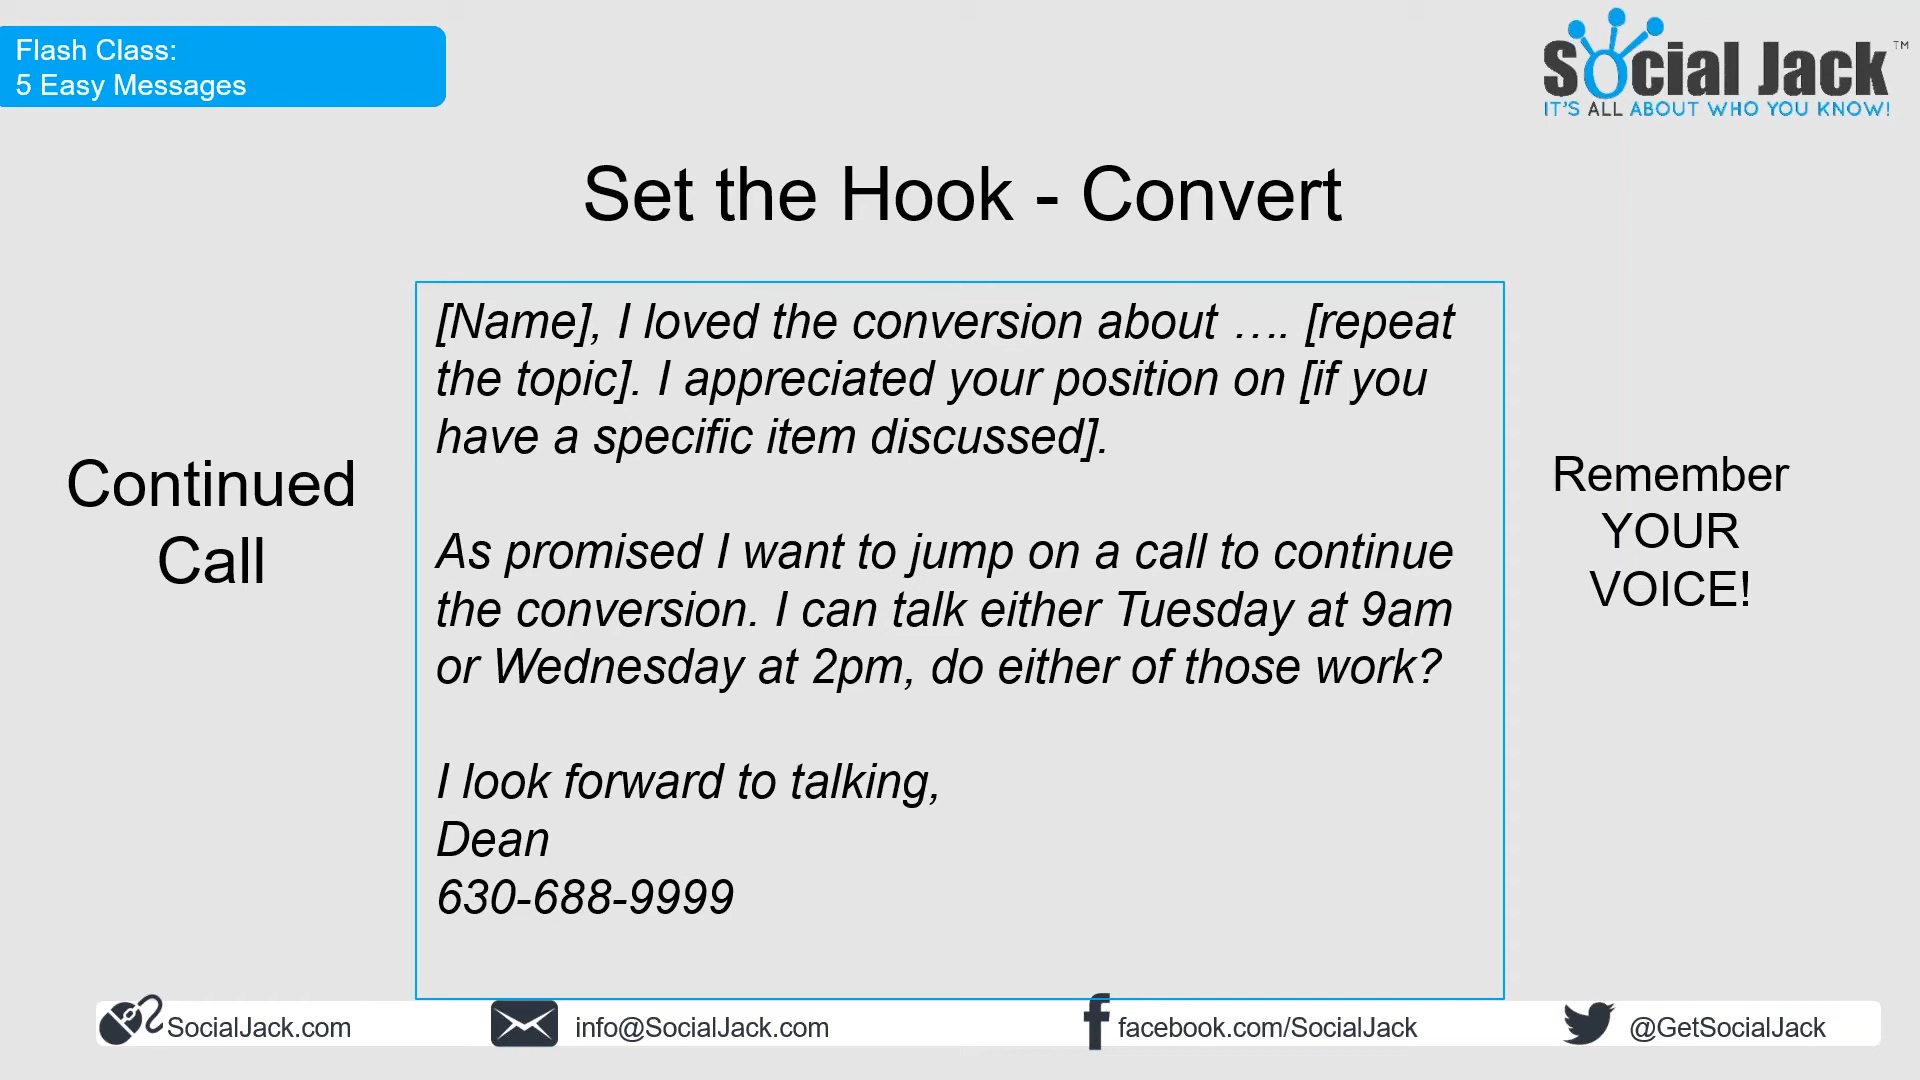 Flash Class:
5 Easy Messages
Social Jack™
IT'S ALL ABOUT WHO YOU KNOW!
Set the Hook - Convert
Continued
Call
[Name], I loved the conversion about …. [repeat
the topic]. I appreciated your position on [if you
have a specific item discussed].
As promised I want to jump on a call to continue
the conversion. I can talk either Tuesday at 9am
or Wednesday at 2pm, do either of those work?
I look forward to talking,
Dean
630-688-9999
Remember
YOUR
VOICE!
SocialJack.com
info@SocialJack.com
facebook.com/SocialJack
@GetSocialJack